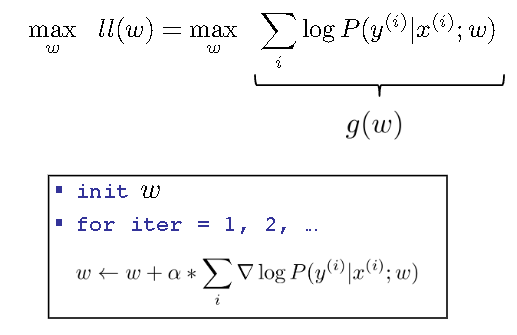 max_w ll(w) = max_w ∑_i log P(y^{(i)}|x^{(i)}; w)
g(w)
▪ init w
▪ for iter = 1, 2, …
w ← w + α * ∑_i ∇ log P(y^{(i)}|x^{(i)}; w)